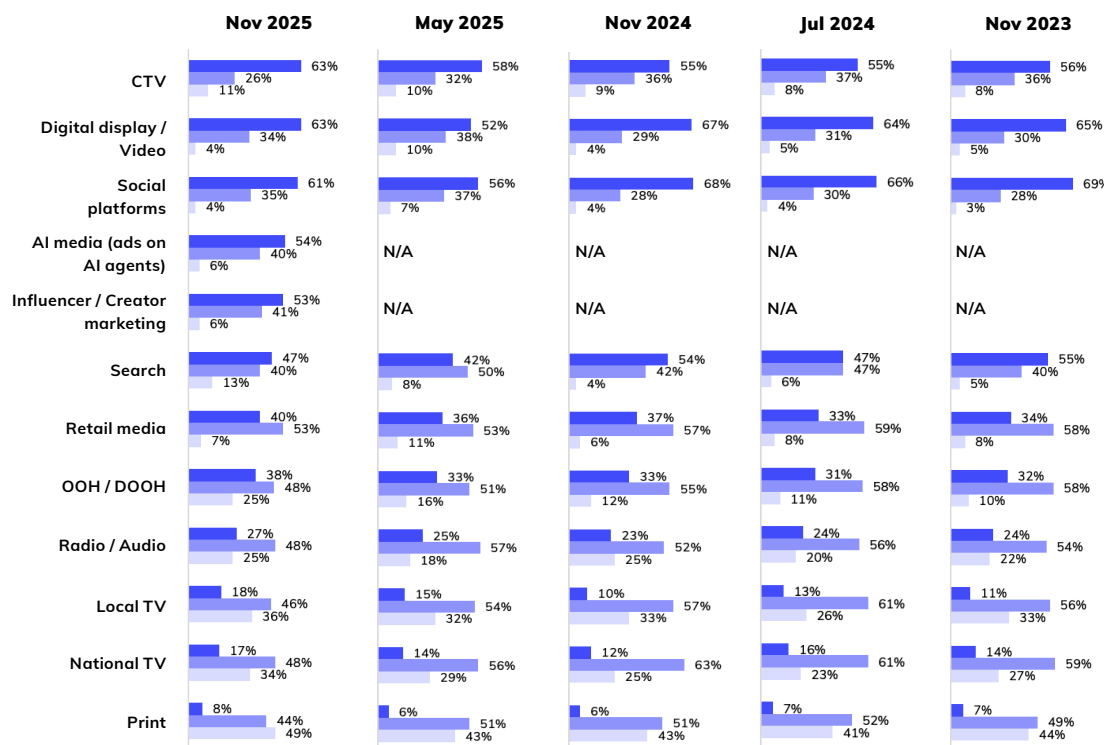 Nov 2025 May 2025 Nov 2024 Jul 2024 Nov 2023
CTV
63% 58% 55% 55% 56%
26% 32% 36% 37% 36%
11% 10% 9% 8% 8%
Digital display /
Video
63% 52% 67% 64% 65%
34% 38% 29% 31% 30%
4% 10% 4% 5% 5%
Social
platforms
61% 56% 68% 66% 69%
35% 37% 28% 30% 28%
4% 7% 4% 4% 3%
AI media (ads on
AI agents)
54%
40% N/A N/A N/A N/A
6%
Influencer / Creator
marketing
53%
41% N/A N/A N/A N/A
6%
Search
47% 42% 54% 47% 55%
40% 50% 42% 47% 40%
13% 8% 4% 6% 5%
Retail media
40% 36% 37% 33% 34%
53% 53% 57% 59% 58%
7% 11% 6% 8% 8%
OOH / DOOH
38% 33% 33% 31% 32%
48% 51% 55% 58% 58%
25% 16% 12% 11% 10%
Radio / Audio
27% 25% 23% 24% 24%
48% 57% 52% 56% 54%
25% 18% 25% 20% 22%
Local TV
18% 15% 10% 13% 11%
46% 54% 57% 61% 56%
36% 32% 33% 26% 33%
National TV
17% 14% 12% 16% 14%
48% 56% 63% 61% 59%
34% 29% 25% 23% 27%
Print
8% 6% 6% 7% 7%
44% 51% 51% 52% 49%
49% 43% 43% 41% 44%